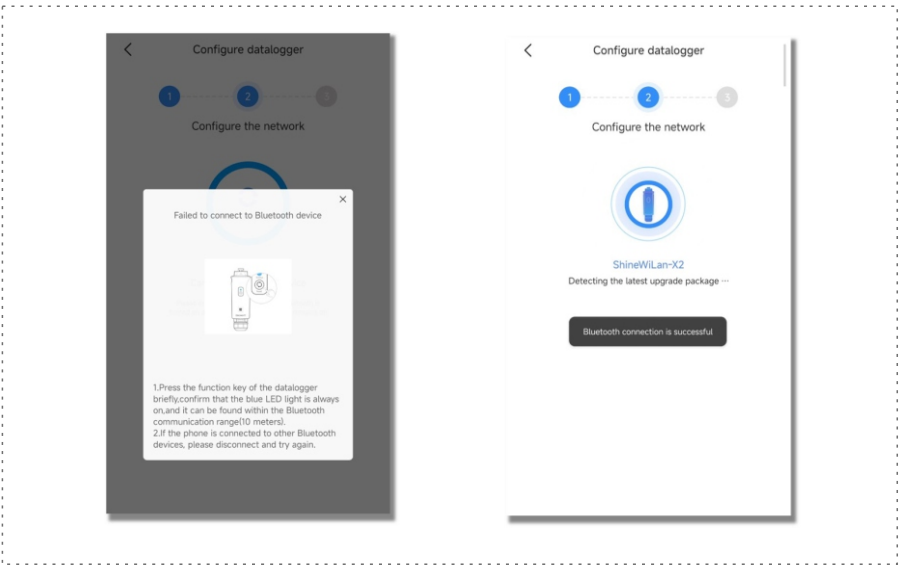 Configure datalogger
1 2 3
Configure the network
Failed to connect to Bluetooth device
1.Press the function key of the datalogger
briefly,confirm that the blue LED light is always
on,and it can be found within the Bluetooth
communication range(10 meters).
2.If the phone is connected to other Bluetooth
devices, please disconnect and try again.
Configure datalogger
1 2 3
Configure the network
ShineWiLan-X2
Detecting the latest upgrade package ···
Bluetooth connection is successful